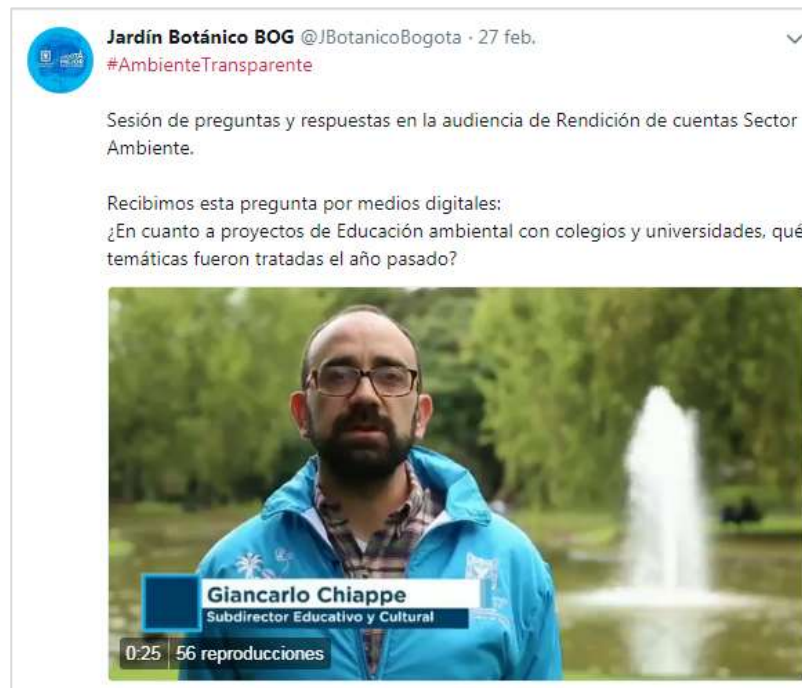 Jardín Botánico BOG @JBotanicoBogota · 27 feb.
#AmbienteTransparente
Sesión de preguntas y respuestas en la audiencia de Rendición de cuentas Sector
Ambiente.
Recibimos esta pregunta por medios digitales:
¿En cuanto a proyectos de Educación ambiental con colegios y universidades, qué
temáticas fueron tratadas el año pasado?
Giancarlo Chiappe
Subdirector Educativo y Cultural
0:25 56 reproducciones